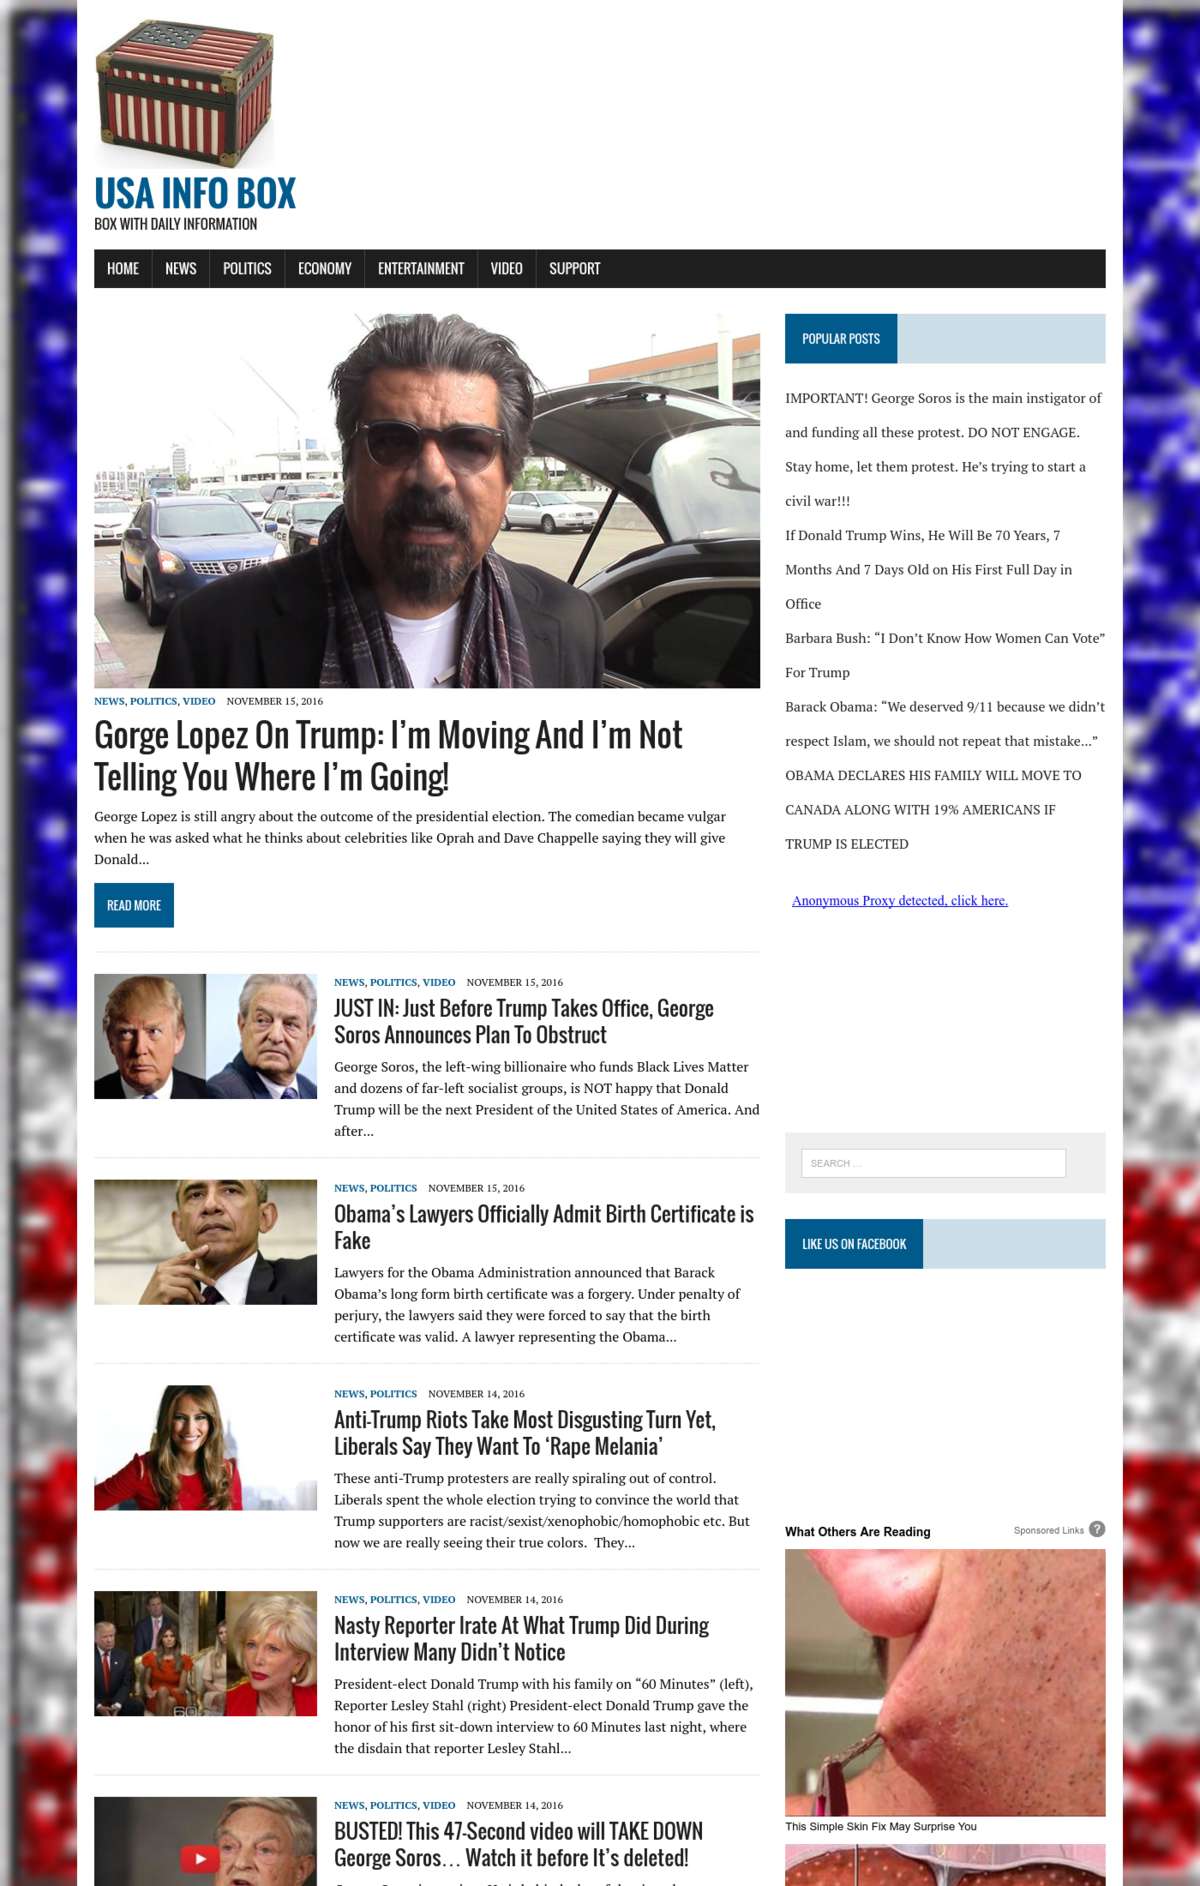 USA INFO BOX
BOX WITH DAILY INFORMATION
HOME
NEWS
POLITICS
ECONOMY
ENTERTAINMENT
VIDEO
SUPPORT
NEWS, POLITICS, VIDEO NOVEMBER 15, 2016
Gorge Lopez On Trump: I’m Moving And I’m Not
Telling You Where I’m Going!
George Lopez is still angry about the outcome of the presidential election. The comedian became vulgar
when he was asked what he thinks about celebrities like Oprah and Dave Chappelle saying they will give
Donald...
READ MORE
NEWS, POLITICS, VIDEO NOVEMBER 15, 2016
JUST IN: Just Before Trump Takes Office, George
Soros Announces Plan To Obstruct
George Soros, the left-wing billionaire who funds Black Lives Matter
and dozens of far-left socialist groups, is NOT happy that Donald
Trump will be the next President of the United States of America. And
after...
NEWS, POLITICS NOVEMBER 15, 2016
Obama’s Lawyers Officially Admit Birth Certificate is
Fake
Lawyers for the Obama Administration announced that Barack
Obama’s long form birth certificate was a forgery. Under penalty of
perjury, the lawyers said they were forced to say that the birth
certificate was valid. A lawyer representing the Obama...
NEWS, POLITICS NOVEMBER 14, 2016
Anti-Trump Riots Take Most Disgusting Turn Yet,
Liberals Say They Want To ‘Rape Melania’
These anti-Trump protesters are really spiraling out of control.
Liberals spent the whole election trying to convince the world that
Trump supporters are racist/sexist/xenophobic/homophobic etc. But
now we are really seeing their true colors. They...
60
NEWS, POLITICS, VIDEO NOVEMBER 14, 2016
Nasty Reporter Irate At What Trump Did During
Interview Many Didn’t Notice
President-elect Donald Trump with his family on “60 Minutes” (left),
Reporter Lesley Stahl (right) President-elect Donald Trump gave the
honor of his first sit-down interview to 60 Minutes last night, where
the disdain that reporter Lesley Stahl...
NEWS, POLITICS, VIDEO NOVEMBER 14, 2016
BUSTED! This 47-Second video will TAKE DOWN
George Soros… Watch it before It’s deleted!
POPULAR POSTS
IMPORTANT! George Soros is the main instigator of
and funding all these protest. DO NOT ENGAGE.
Stay home, let them protest. He’s trying to start a
civil war!!!
If Donald Trump Wins, He Will Be 70 Years, 7
Months And 7 Days Old on His First Full Day in
Office
Barbara Bush: “I Don’t Know How Women Can Vote”
For Trump
Barack Obama: “We deserved 9/11 because we didn’t
respect Islam, we should not repeat that mistake...”
OBAMA DECLARES HIS FAMILY WILL MOVE TO
CANADA ALONG WITH 19% AMERICANS IF
TRUMP IS ELECTED
Anonymous Proxy detected, click here.
SEARCH …
LIKE US ON FACEBOOK
What Others Are Reading
Sponsored Links ?
This Simple Skin Fix May Surprise You